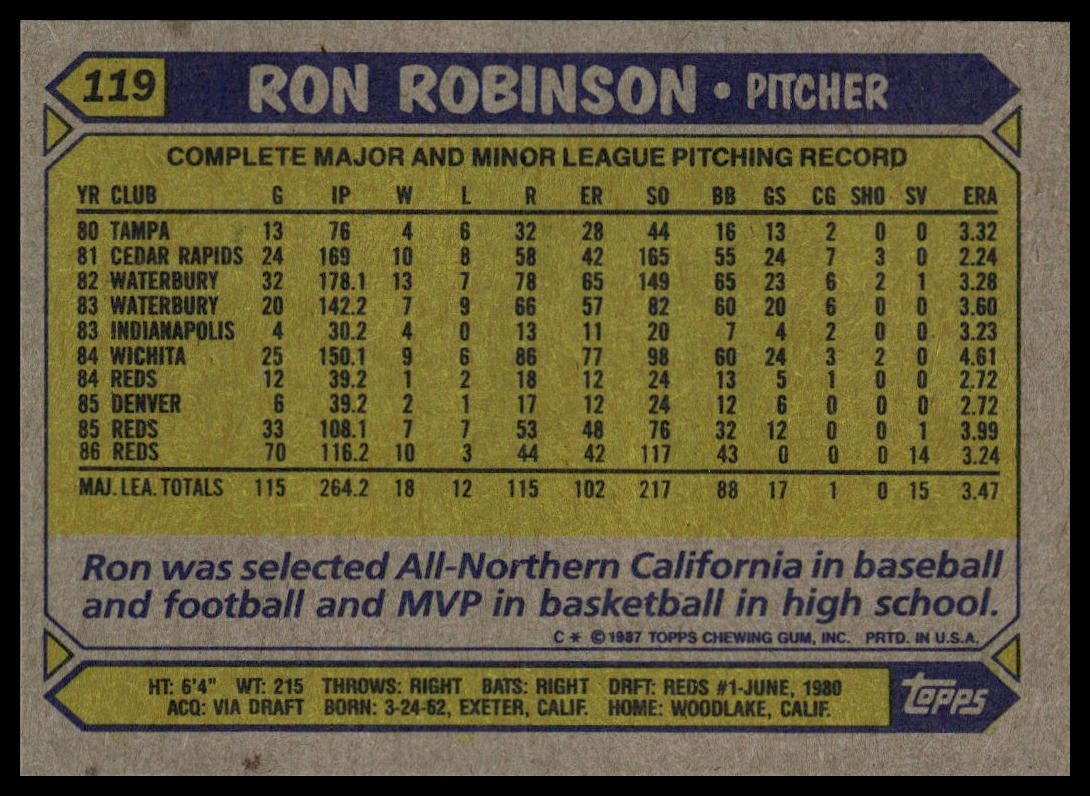 119 RON ROBINSON • PITCHER
COMPLETE MAJOR AND MINOR LEAGUE PITCHING RECORD
YR CLUB G IP W L R ER SO BB GS CG SHO SV ERA
80 TAMPA 13 76 4 6 32 28 44 16 13 2 0 0 3.32
81 CEDAR RAPIDS 24 169 10 8 58 42 165 55 24 7 3 0 2.24
82 WATERBURY 32 178.1 13 7 78 65 149 65 23 6 2 1 3.28
83 WATERBURY 20 142.2 7 9 66 57 82 60 20 6 0 0 3.60
83 INDIANAPOLIS 4 30.2 4 0 13 11 20 7 4 2 0 0 3.23
84 WICHITA 25 150.1 9 6 86 77 98 60 24 3 2 0 4.61
84 REDS 12 39.2 1 2 18 12 24 13 5 1 0 0 2.72
85 DENVER 6 39.2 2 1 17 12 24 12 6 0 0 0 2.72
85 REDS 33 108.1 7 7 53 48 76 32 12 0 0 1 3.99
86 REDS 70 116.2 10 3 44 42 117 43 0 0 0 14 3.24
MAJ. LEA. TOTALS 115 264.2 18 12 115 102 217 88 17 1 0 15 3.47
Ron was selected All-Northern California in baseball
and football and MVP in basketball in high school.
C* © 1987 TOPPS CHEWING GUM, INC. PRTD. IN U.S.A.
HT: 6'4" WT: 215 THROWS: RIGHT BATS: RIGHT DRFT: REDS #1-JUNE, 1980
ACQ: VIA DRAFT BORN: 3-24-62, EXETER, CALIF. HOME: WOODLAKE, CALIF.
topps